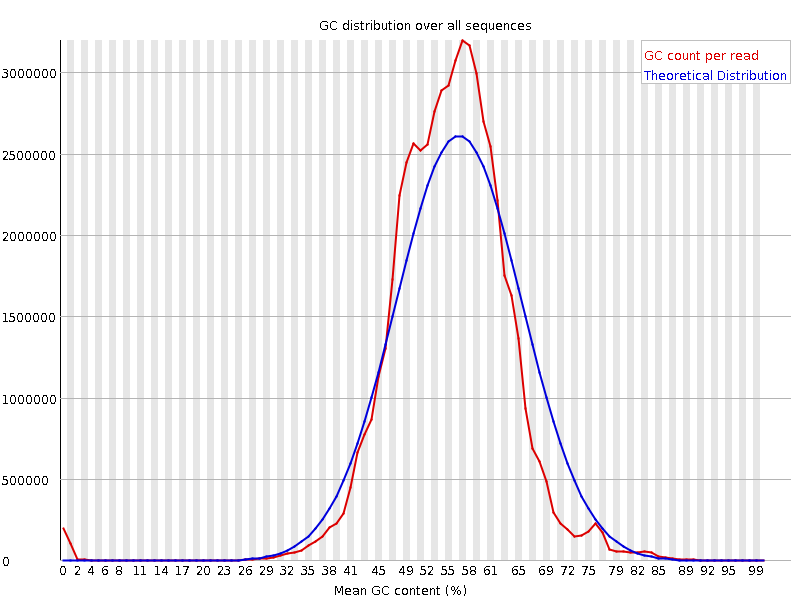 GC distribution over all sequences
GC count per read
Theoretical Distribution
3000000
2500000
2000000
1500000
1000000
500000
0
0 2 4 6 8 11 14 17 20 23 26 29 32 35 38 41 45 49 52 55 58 61 65 69 72 75 79 82 85 89 92 95 99
Mean GC content (%)